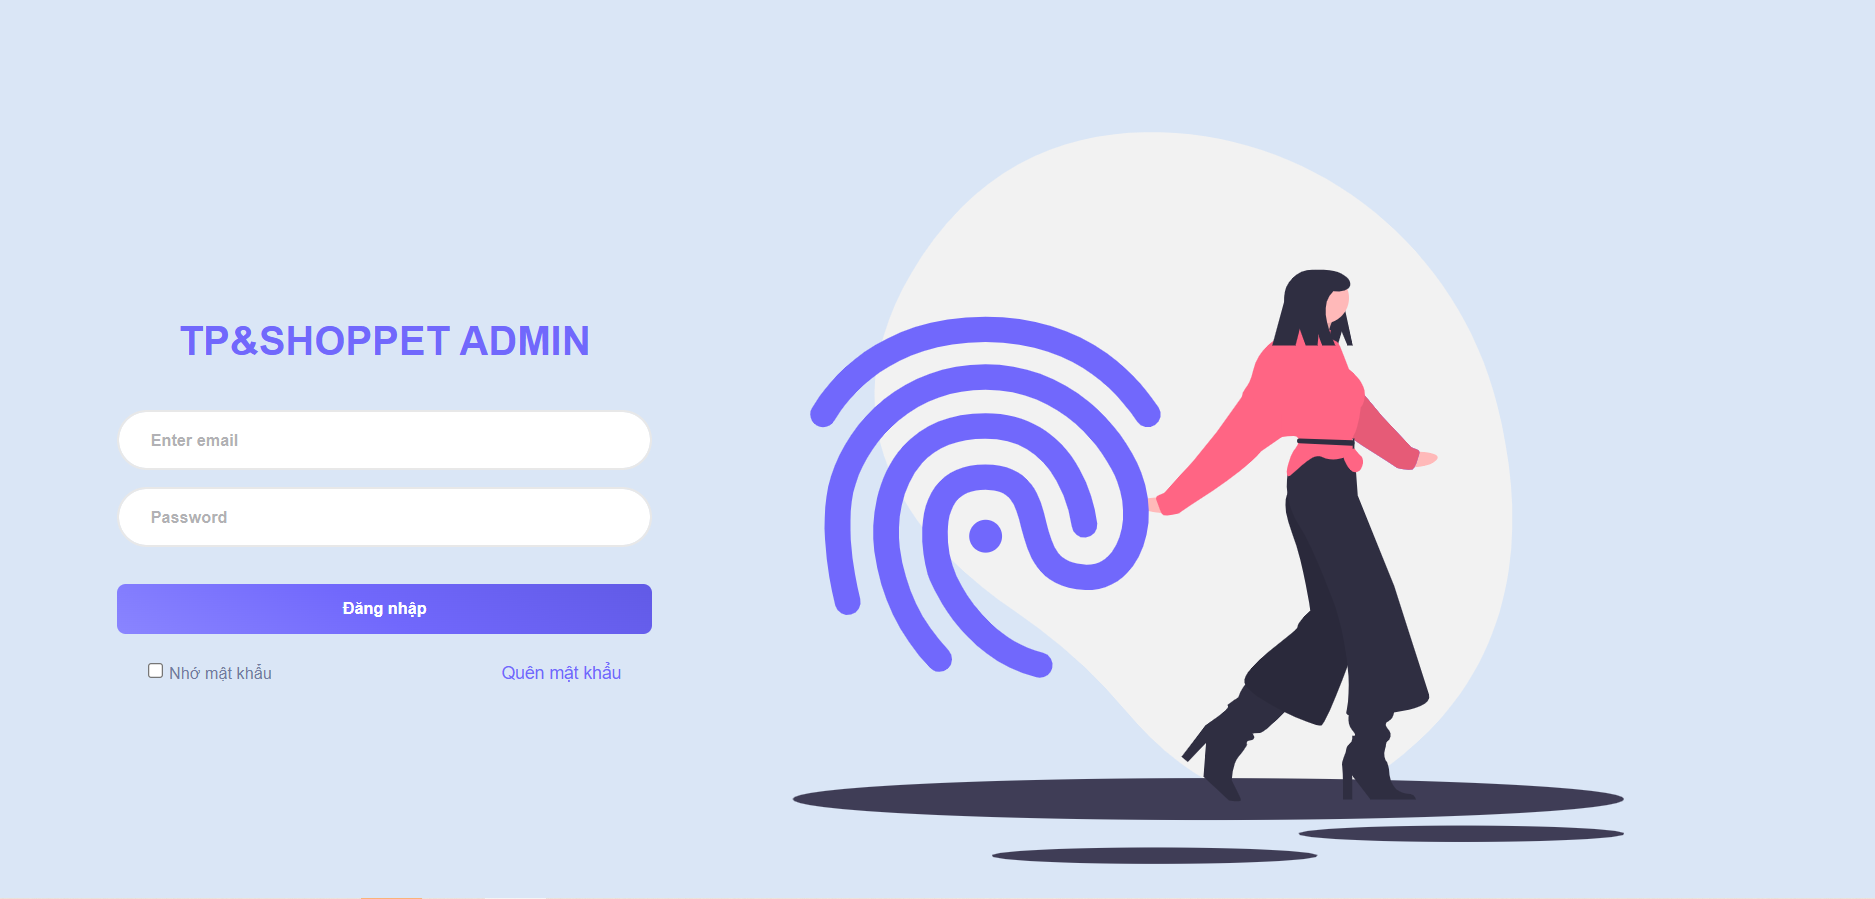 TP&SHOPPET ADMIN
Enter email
Password
Đăng nhập
Nhớ mật khẩu
Quên mật khẩu